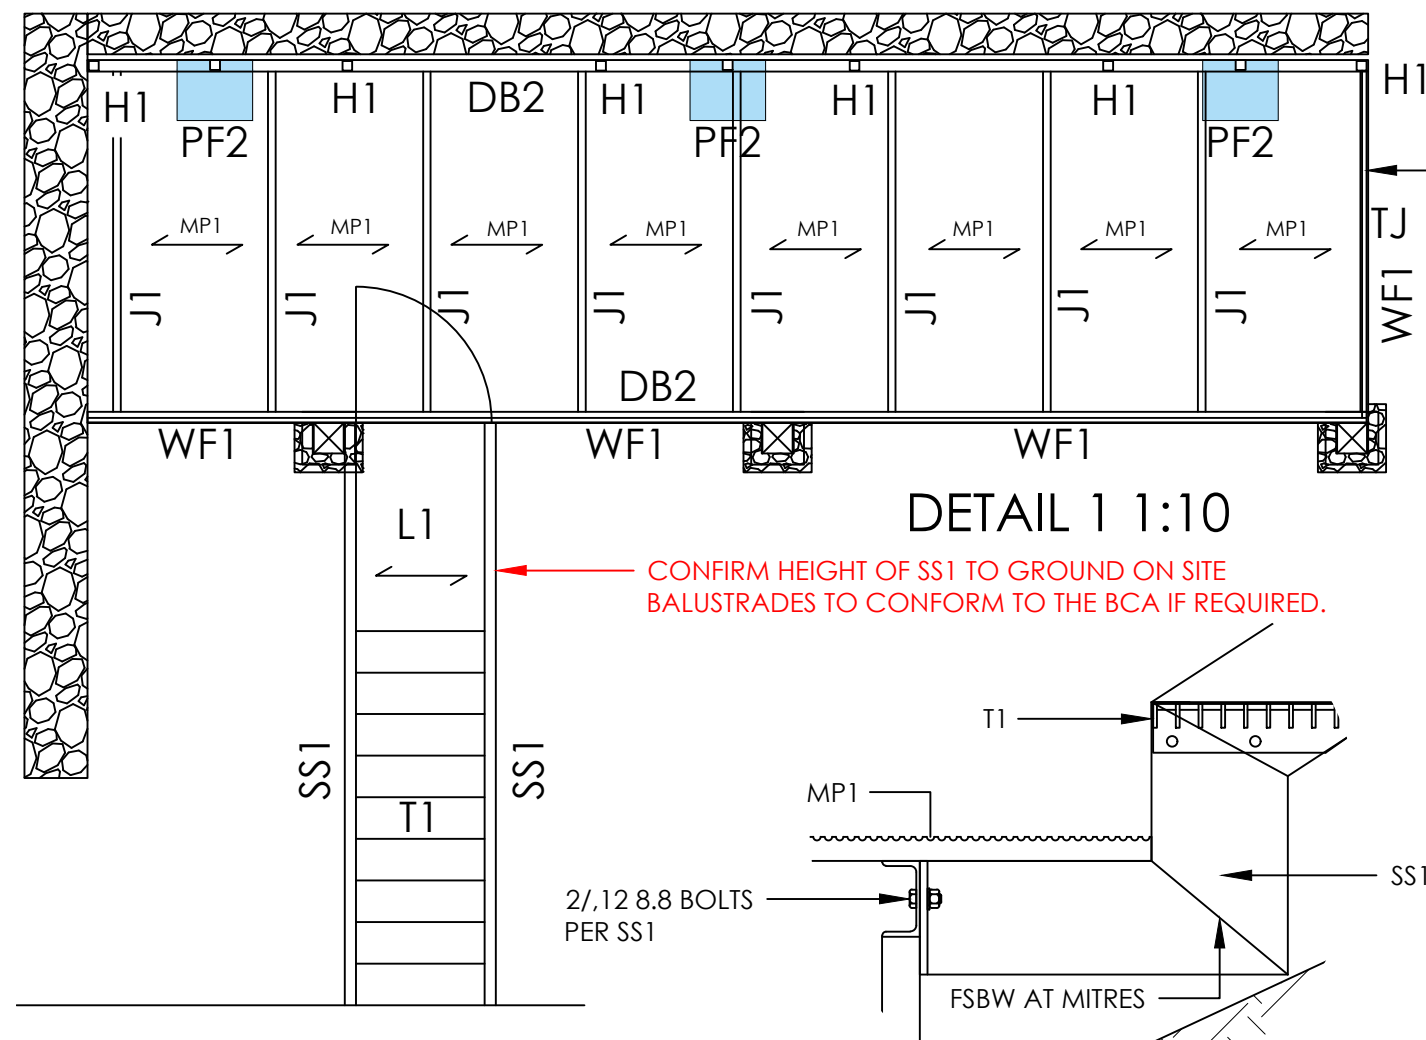 H1 H1 DB2 H1 H1 H1 H1
PF2 PF2 PF2
MP1 MP1 MP1 MP1 MP1 MP1 MP1 MP1
TJ
J1 J1 J1 J1 J1 J1 J1 J1
WF1
DB2
WF1 WF1 WF1
DETAIL 1 1:10
L1
CONFIRM HEIGHT OF SS1 TO GROUND ON SITE
BALUSTRADES TO CONFORM TO THE BCA IF REQUIRED.
T1
SS1 SS1
MP1
T1
SS1
2/,12 8.8 BOLTS
PER SS1
FSBW AT MITRES